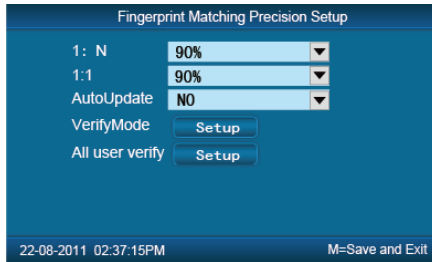 Fingerprint Matching Precision Setup
1: N 90%
1:1 90%
AutoUpdate NO
VerifyMode Setup
All user verify Setup
22-08-2011 02:37:15PM M=Save and Exit